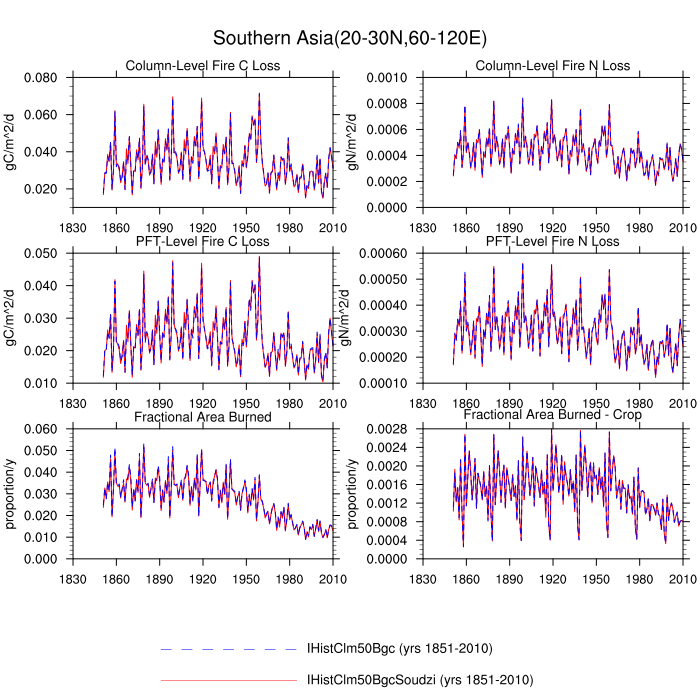 Southern Asia(20-30N,60-120E)
Column-Level Fire C Loss
gC/m^2/d
0.080
0.060
0.040
0.020
1830 1860 1890 1920 1950 1980 2010
Column-Level Fire N Loss
gN/m^2/d
0.0010
0.0008
0.0006
0.0004
0.0002
0.0000
1830 1860 1890 1920 1950 1980 2010
PFT-Level Fire C Loss
gC/m^2/d
0.050
0.040
0.030
0.020
0.010
1830 1860 1890 1920 1950 1980 2010
PFT-Level Fire N Loss
gN/m^2/d
0.00060
0.00050
0.00040
0.00030
0.00020
0.00010
1830 1860 1890 1920 1950 1980 2010
Fractional Area Burned
proportion/y
0.060
0.050
0.040
0.030
0.020
0.010
0.000
1830 1860 1890 1920 1950 1980 2010
Fractional Area Burned - Crop
proportion/y
0.0028
0.0024
0.0020
0.0016
0.0012
0.0008
0.0004
0.0000
1830 1860 1890 1920 1950 1980 2010
IHistClm50Bgc (yrs 1851-2010)
IHistClm50BgcSoudzi (yrs 1851-2010)